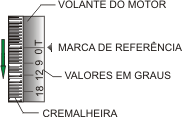 VOLANTE DO MOTOR
MARCA DE REFERÊNCIA
VALORES EM GRAUS
18 12 9 0 T
CREMALHEIRA